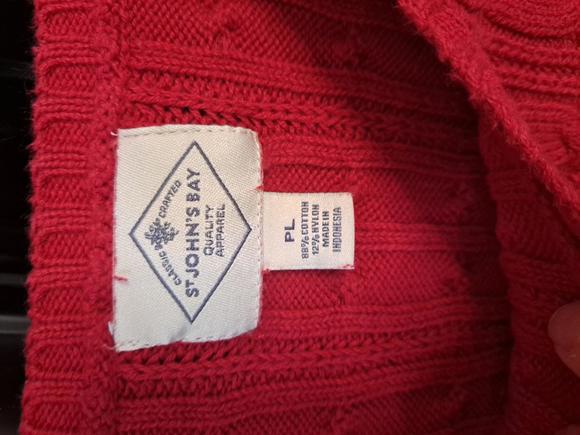 CLASSIC CRAFTED
ST JOHN'S BAY
QUALITY
APPAREL
PL
88% COTTON
12% NYLON
MADE IN
INDONESIA